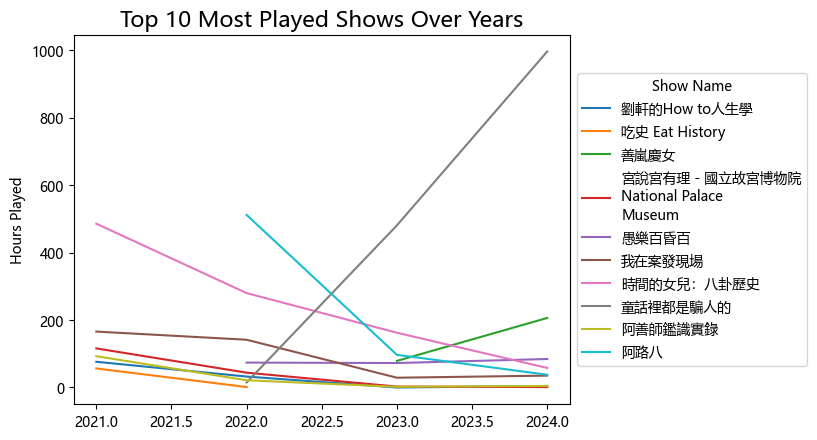 Top 10 Most Played Shows Over Years
1000
800
600
400
200
0
Hours Played
2021.0
2021.5
2022.0
2022.5
2023.0
2023.5
2024.0
Show Name
劉軒的How to人生學
吃史 Eat History
善嵐慶女
宮說宮有理 - 國立故宮博物院
National Palace
Museum
愚樂百昏百
我在案發現場
時間的女兒：八卦歷史
童話裡都是騙人的
阿善師鑑識實錄
阿路八